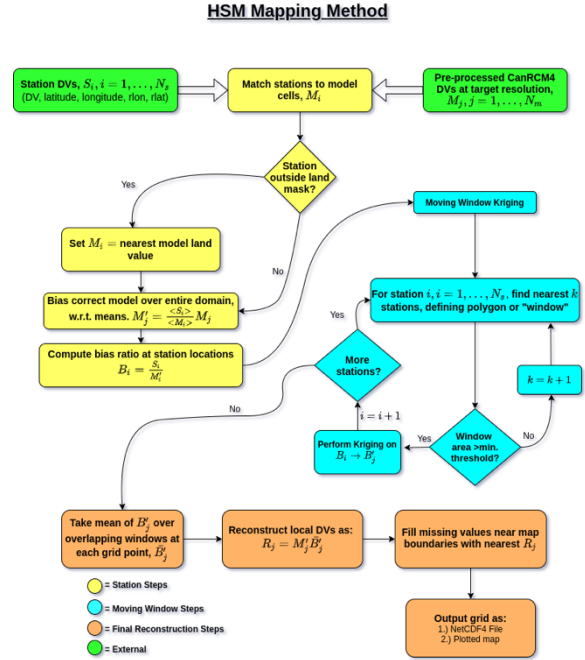 HSM Mapping Method
Station DVs, S_i, i = 1, ..., N_s
(DV, latitude, longitude, rlon, rlat)
Match stations to model
cells, M_i
Pre-processed CanRCM4
DVs at target resolution,
M_j, j = 1, ..., N_m
Station
outside land
mask?
Yes
No
Set M_i = nearest model land
value
Bias correct model over entire domain,
w.r.t. means. M'_j = <S_i>/<M_i> M_j
Compute bias ratio at station locations
B_i = S_i/M'_i
Moving Window Kriging
For station i, i = 1, ..., N_s, find nearest k
stations, defining polygon or "window"
Yes
More
stations?
No
k = k + 1
i = i + 1
Perform Kriging on
B_i → B'_j
Yes
Window
area >min.
threshold?
No
Take mean of B'_j over
overlapping windows at
each grid point, B̄'_j
Reconstruct local DVs as:
R_j = M'_j B̄'_j
Fill missing values near map
boundaries with nearest R_j
Output grid as:
1.) NetCDF4 File
2.) Plotted map
= Station Steps
= Moving Window Steps
= Final Reconstruction Steps
= External